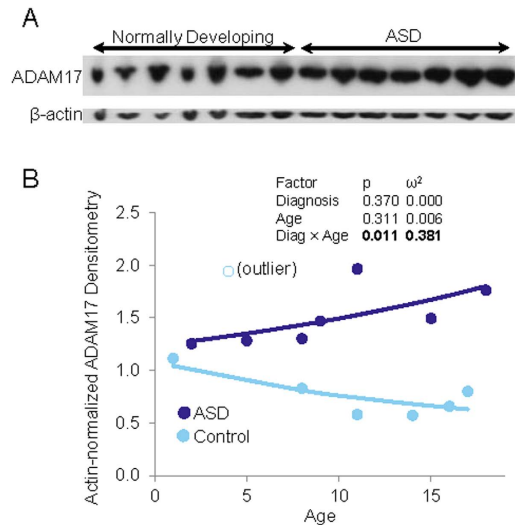 A
Normally Developing ASD
ADAM17
β-actin
B
Factor p ω²
Diagnosis 0.370 0.000
Age 0.311 0.006
Diag × Age 0.011 0.381
Actin-normalized ADAM17 Densitometry
2.5
2.0
1.5
1.0
0.5
0.0
(outlier)
ASD
Control
0 5 10 15
Age